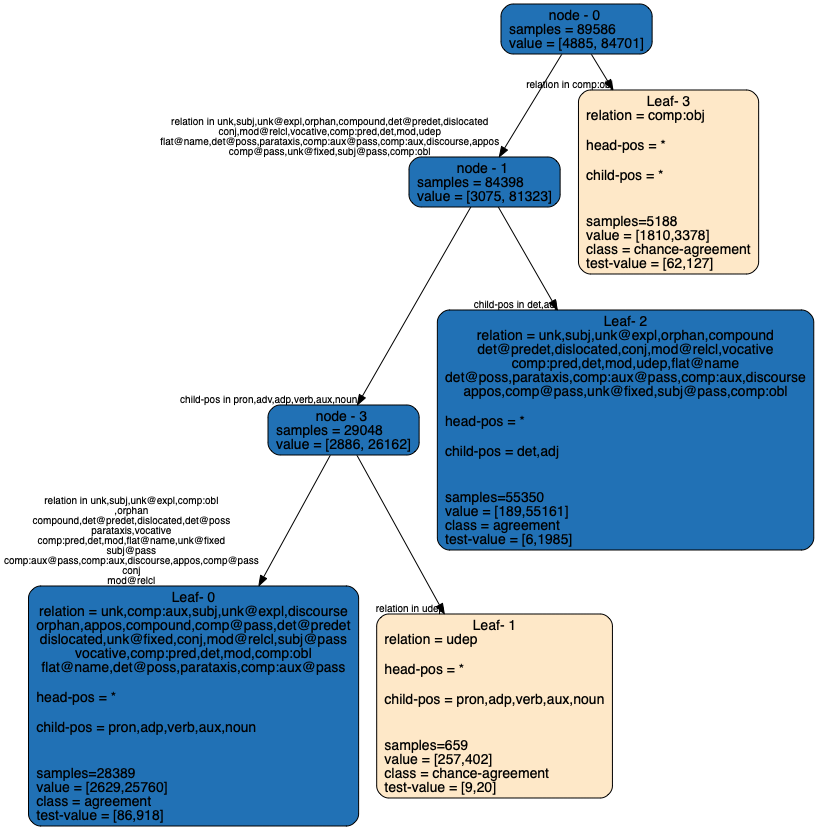 node - 0
samples = 89586
value = [4885, 84701]
relation in comp:obj
relation in unk,subj,unk@expl,orphan,compound,det@predet,dislocated
conj,mod@relcl,vocative,comp:pred,det,mod,udep
flat@name,det@poss,parataxis,comp:aux@pass,comp:aux,discourse,appos
comp@pass,unk@fixed,subj@pass,comp:obl
Leaf- 3
relation = comp:obj
head-pos = *
child-pos = *
samples=5188
value = [1810,3378]
class = chance-agreement
test-value = [62,127]
node - 1
samples = 84398
value = [3075, 81323]
child-pos in det,adj
Leaf- 2
relation = unk,subj,unk@expl,orphan,compound
det@predet,dislocated,conj,mod@relcl,vocative
comp:pred,det,mod,udep,flat@name
det@poss,parataxis,comp:aux@pass,comp:aux,discourse
appos,comp@pass,unk@fixed,subj@pass,comp:obl
head-pos = *
child-pos = det,adj
samples=55350
value = [189,55161]
class = agreement
test-value = [6,1985]
child-pos in pron,adv,adp,verb,aux,noun
node - 3
samples = 29048
value = [2886, 26162]
relation in unk,subj,unk@expl,comp:obl
,orphan
compound,det@predet,dislocated,det@poss
parataxis,vocative
comp:pred,det,mod,flat@name,unk@fixed
subj@pass
comp:aux@pass,comp:aux,discourse,appos,comp@pass
conj
mod@relcl
relation in udep
Leaf- 0
relation = unk,comp:aux,subj,unk@expl,discourse
orphan,appos,compound,comp@pass,det@predet
dislocated,unk@fixed,conj,mod@relcl,subj@pass
vocative,comp:pred,det,mod,comp:obl
flat@name,det@poss,parataxis,comp:aux@pass
head-pos = *
child-pos = pron,adp,verb,aux,noun
samples=28389
value = [2629,25760]
class = agreement
test-value = [86,918]
Leaf- 1
relation = udep
head-pos = *
child-pos = pron,adp,verb,aux,noun
samples=659
value = [257,402]
class = chance-agreement
test-value = [9,20]